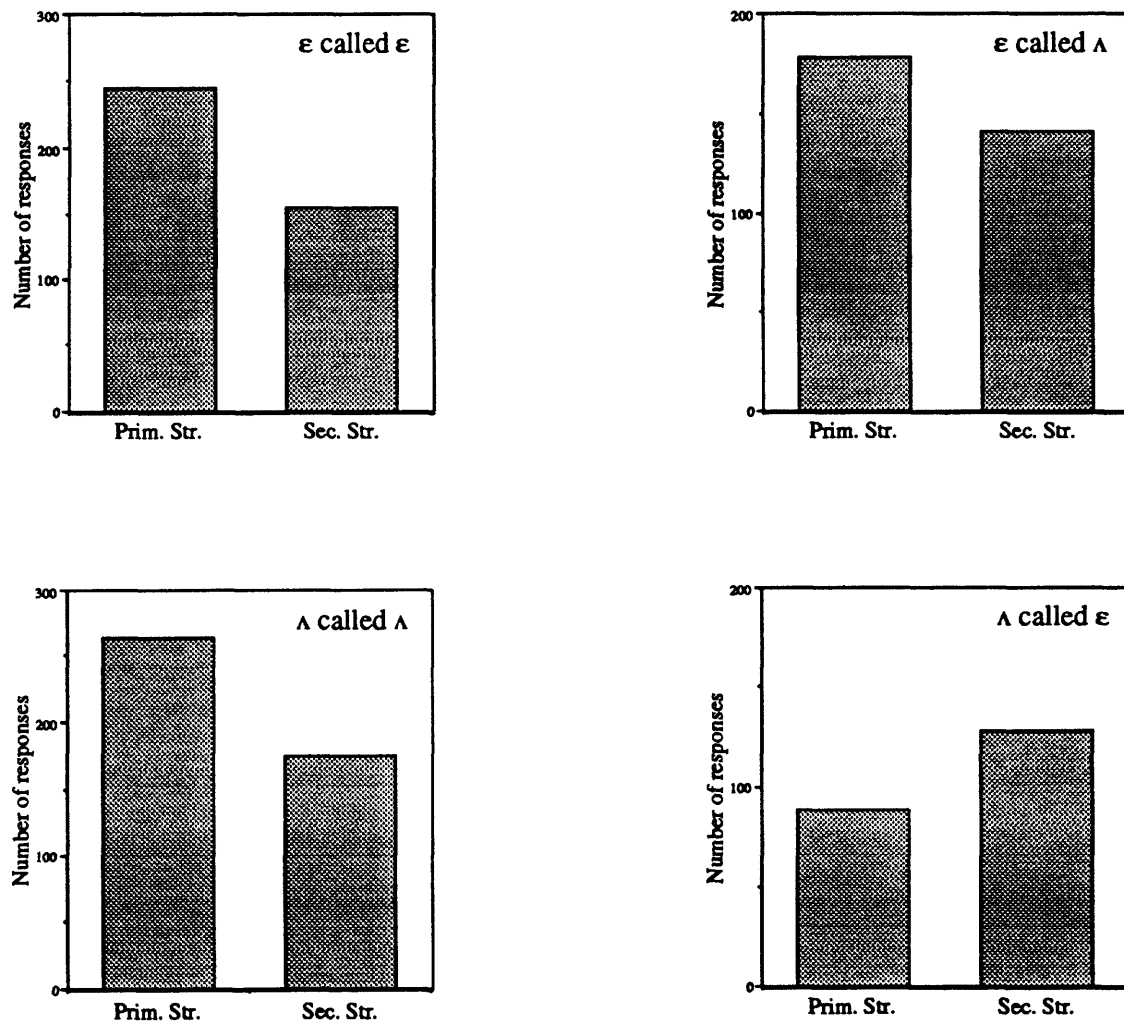 ε called ε
Number of responses
300
200
100
0
Prim. Str. Sec. Str.
ε called ʌ
Number of responses
200
100
0
Prim. Str. Sec. Str.
ʌ called ʌ
Number of responses
300
200
100
0
Prim. Str. Sec. Str.
ʌ called ε
Number of responses
200
100
0
Prim. Str. Sec. Str.